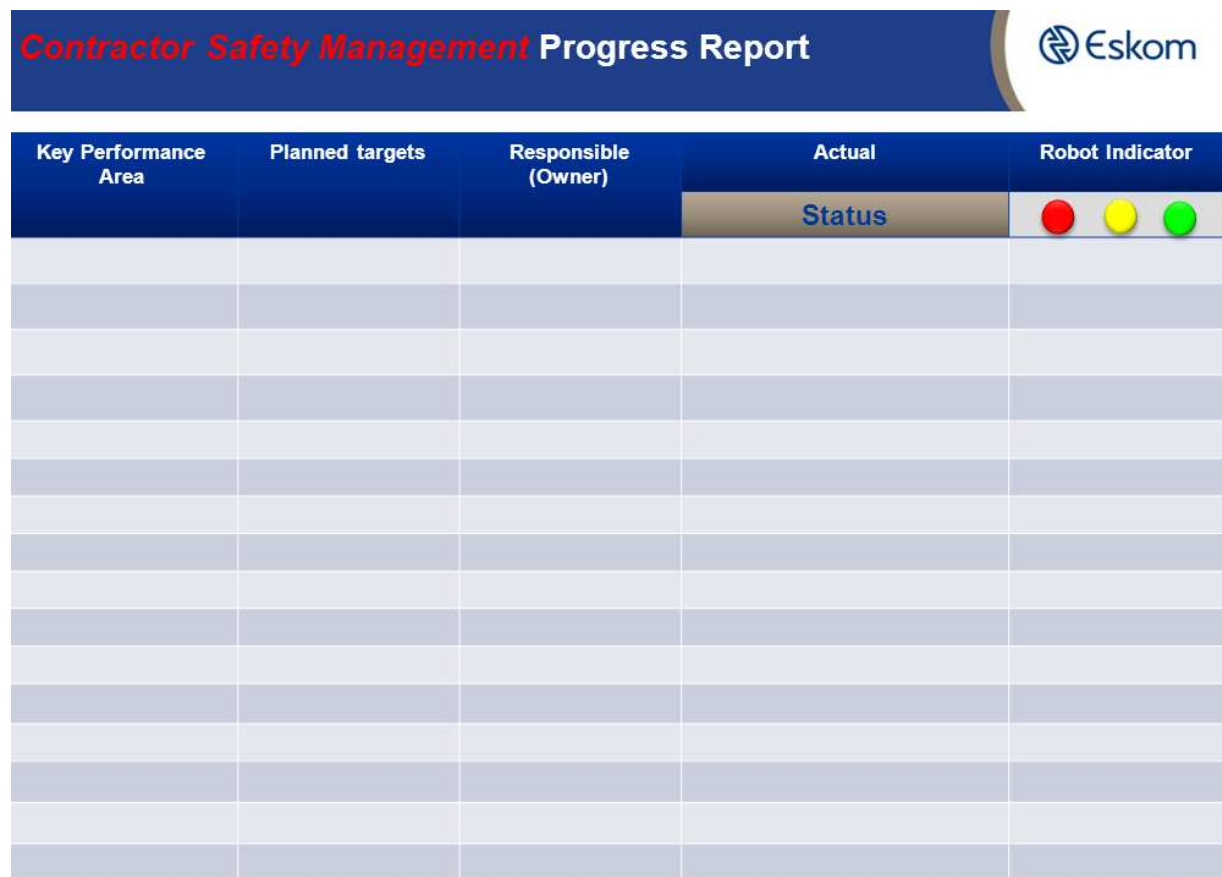 Contractor Safety Management Progress Report
Eskom
Key Performance Area
Planned targets
Responsible (Owner)
Actual
Robot Indicator
Status